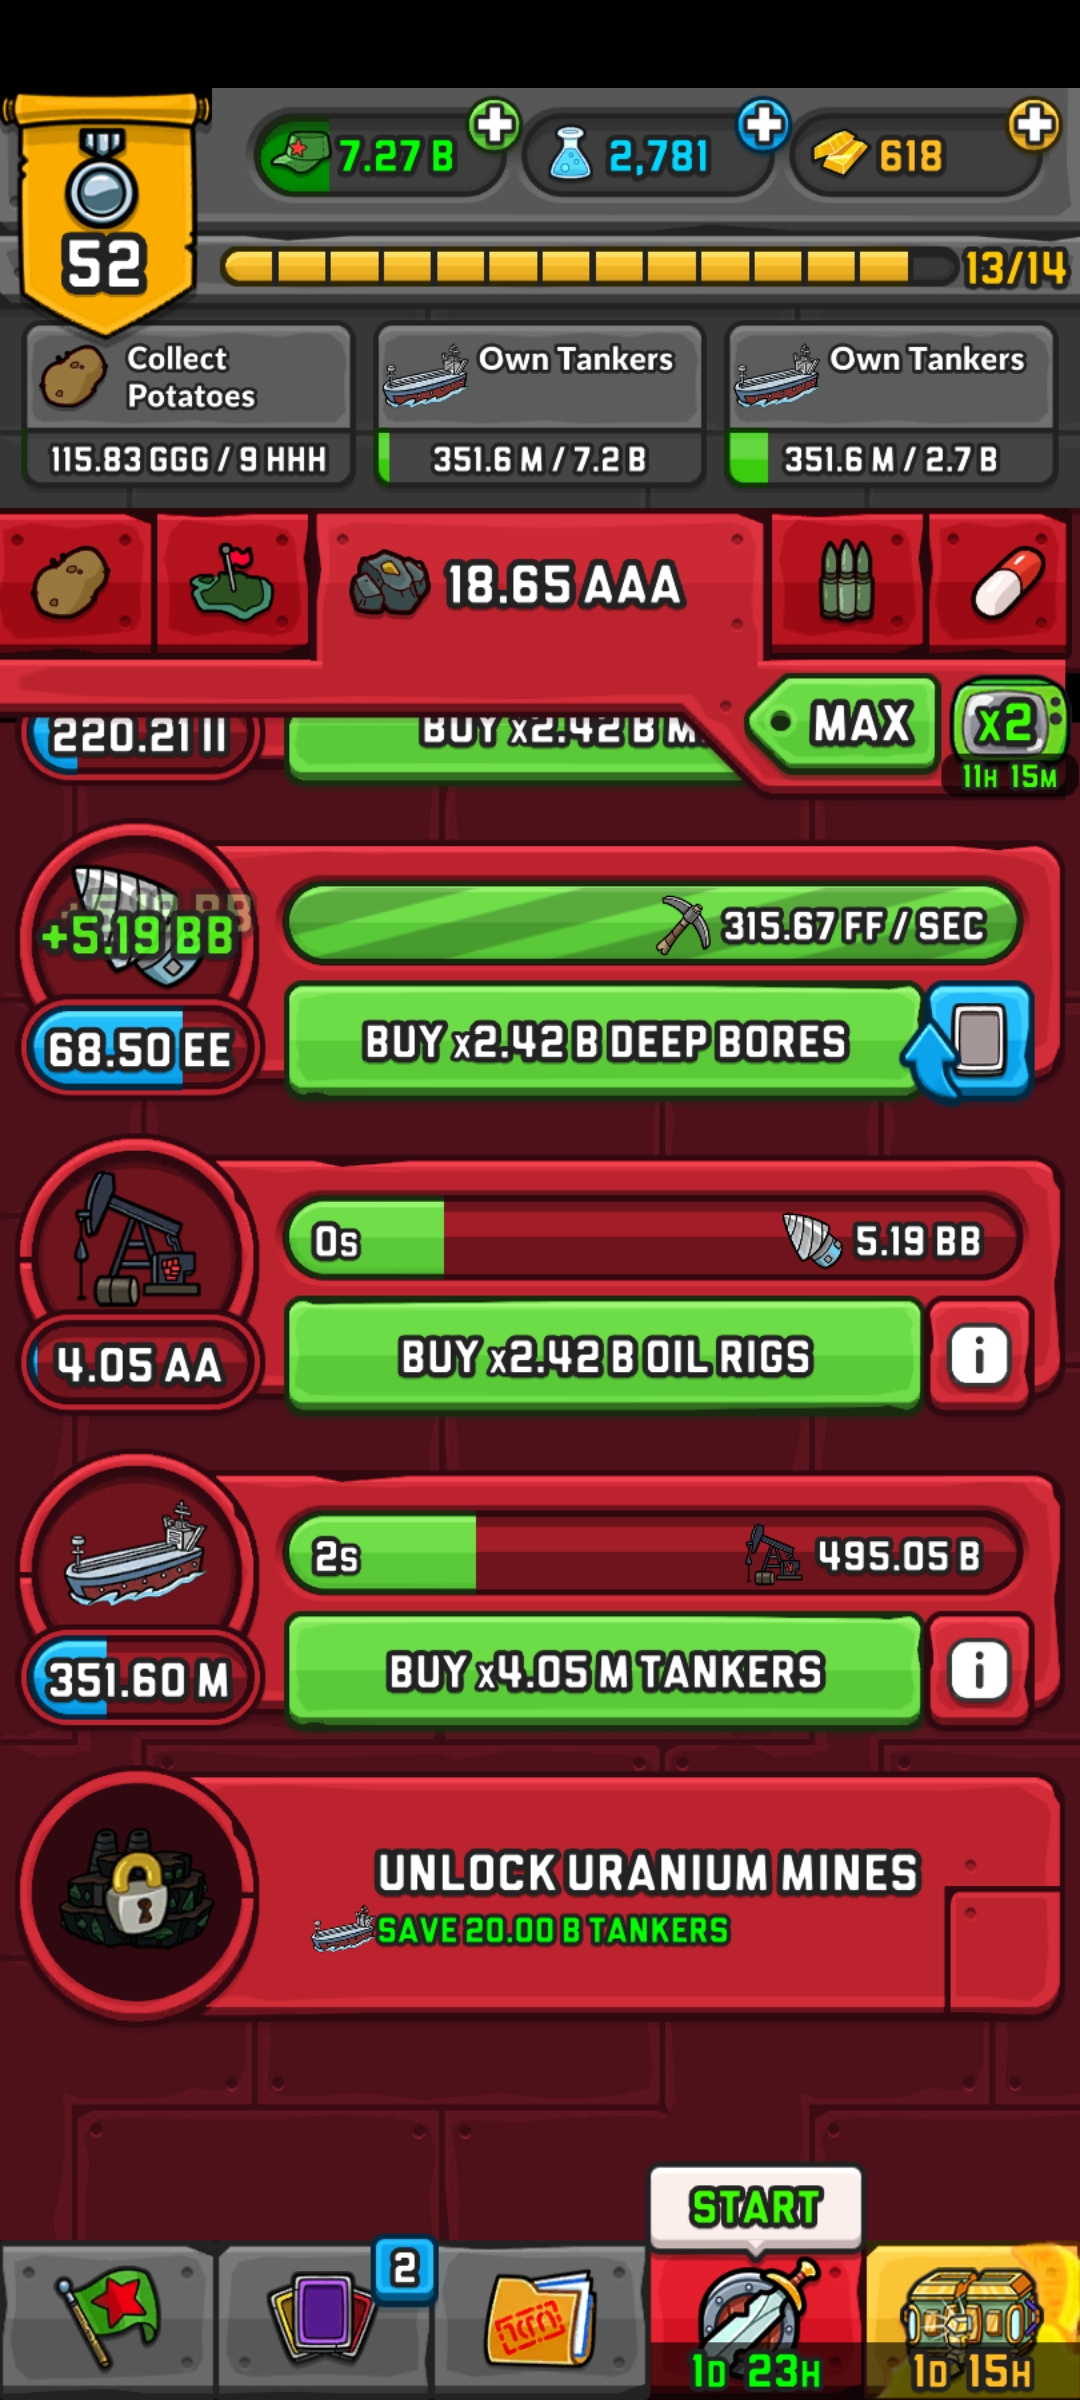 7.27 B
2,781
618
52
13/14
Collect
Potatoes
115.83 GGG / 9 HHH
Own Tankers
351.6 M / 7.2 B
Own Tankers
351.6 M / 2.7 B
18.65 AAA
MAX
x2
11H 15M
220.21 II
BUY x2.42 B
+5.19 BB
315.67 FF / SEC
68.50 EE
BUY x2.42 B DEEP BORES
0s
5.19 BB
4.05 AA
BUY x2.42 B OIL RIGS
i
2s
495.05 B
351.60 M
BUY x4.05 M TANKERS
i
UNLOCK URANIUM MINES
SAVE 20.00 B TANKERS
START
2
1D 23H
1D 15H